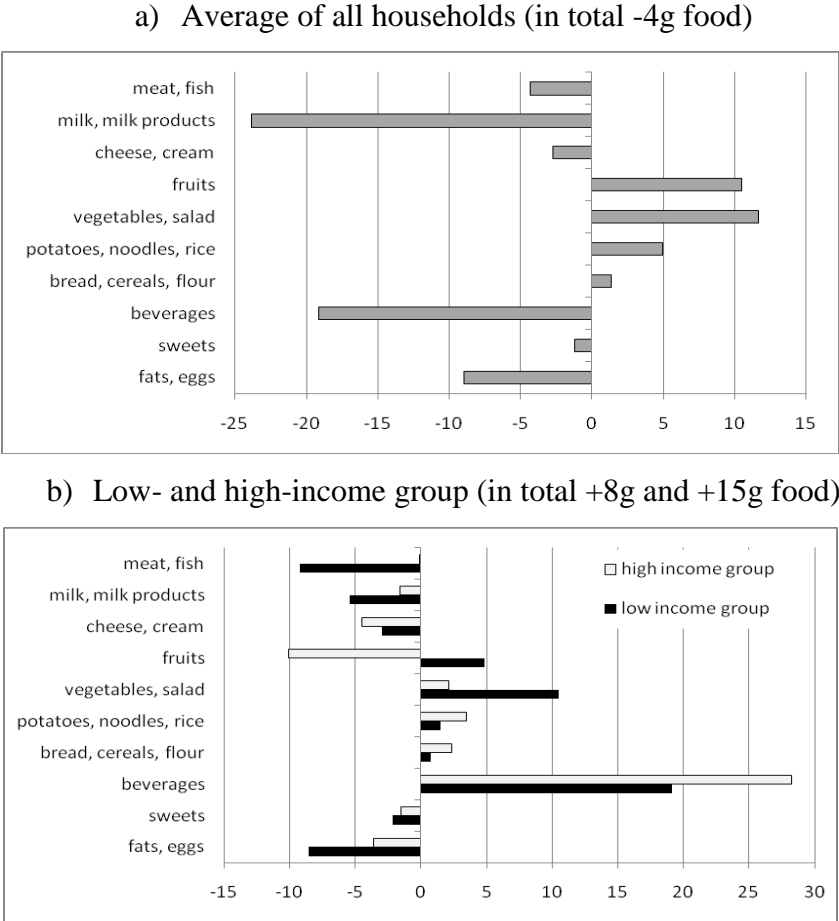 a) Average of all households (in total -4g food)
meat, fish
milk, milk products
cheese, cream
fruits
vegetables, salad
potatoes, noodles, rice
bread, cereals, flour
beverages
sweets
fats, eggs
-25 -20 -15 -10 -5 0 5 10 15
b) Low- and high-income group (in total +8g and +15g food)
meat, fish
high income group
milk, milk products
low income group
cheese, cream
fruits
vegetables, salad
potatoes, noodles, rice
bread, cereals, flour
beverages
sweets
fats, eggs
-15 -10 -5 0 5 10 15 20 25 30